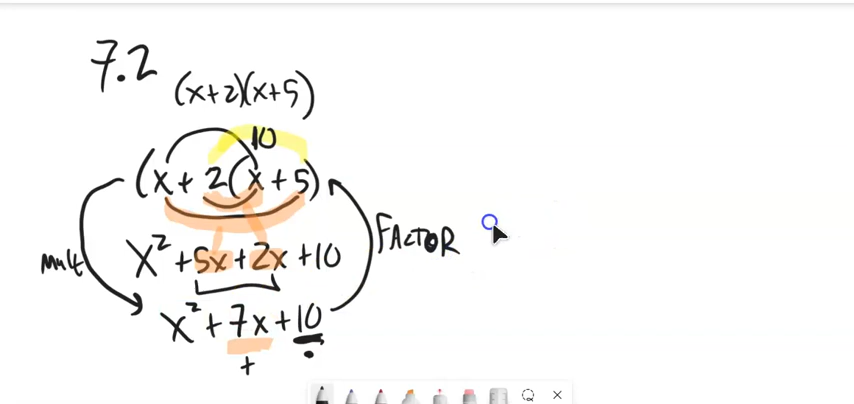 7.2
(x+2)(x+5)
10
(x + 2(x + 5)
x² + 5x + 2x + 10
Mult
FACTOR
x² + 7x + 10
+
·